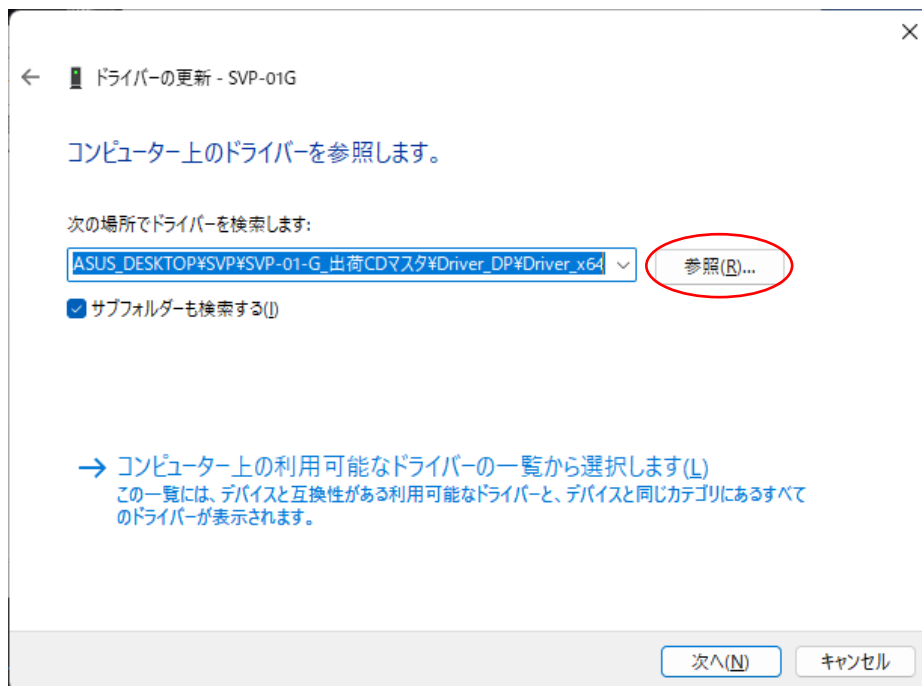 ドライバーの更新 - SVP-01G
コンピューター上のドライバーを参照します。
次の場所でドライバーを検索します:
ASUS_DESKTOP¥SVP¥SVP-01-G_出荷CDマスタ¥Driver_DP¥Driver_x64
参照(R)...
サブフォルダーも検索する(I)
コンピューター上の利用可能なドライバーの一覧から選択します(L)
この一覧には、デバイスと互換性がある利用可能なドライバーと、デバイスと同じカテゴリにあるすべて
のドライバーが表示されます。
次へ(N)
キャンセル